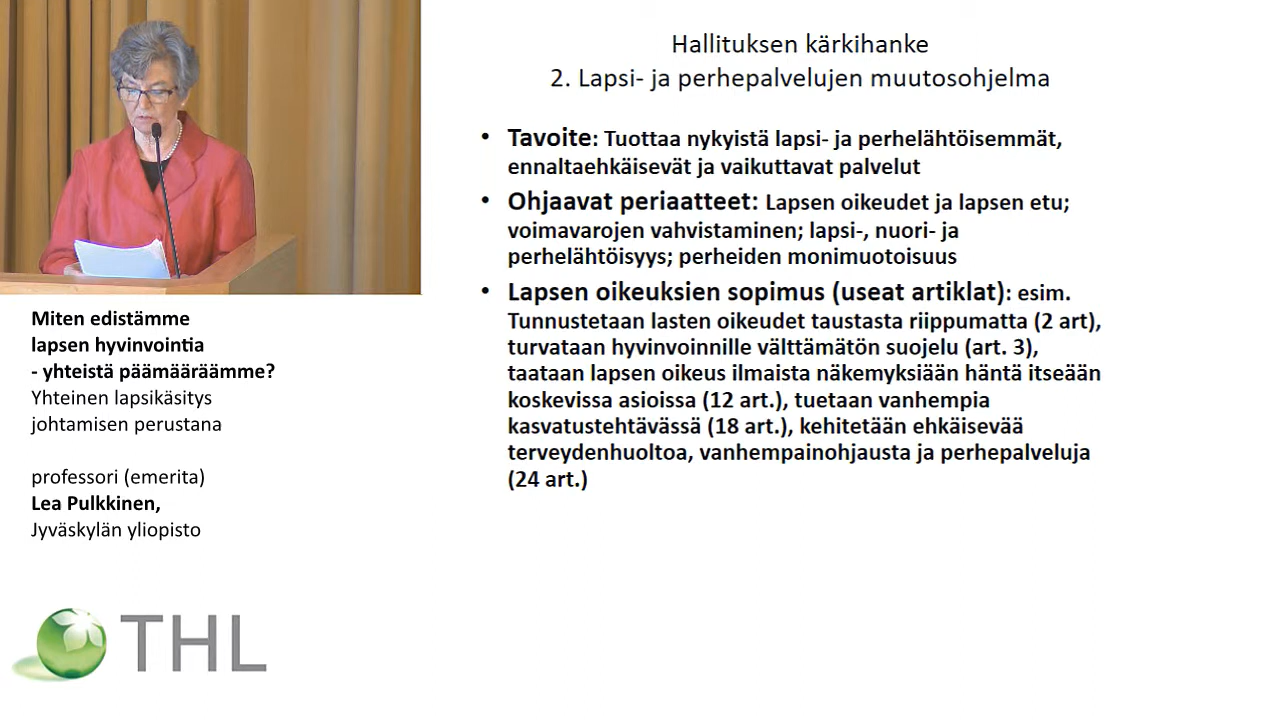 Hallituksen kärkihanke
2. Lapsi- ja perhepalvelujen muutosohjelma
• Tavoite: Tuottaa nykyistä lapsi- ja perhelähtöisemmät,
ennaltaehkäisevät ja vaikuttavat palvelut
• Ohjaavat periaatteet: Lapsen oikeudet ja lapsen etu;
voimavarojen vahvistaminen; lapsi-, nuori- ja
perhelähtöisyys; perheiden monimuotoisuus
• Lapsen oikeuksien sopimus (useat artiklat): esim.
Tunnustetaan lasten oikeudet taustasta riippumatta (2 art),
turvataan hyvinvoinnille välttämätön suojelu (art. 3),
taataan lapsen oikeus ilmaista näkemyksiään häntä itseään
koskevissa asioissa (12 art.), tuetaan vanhempia
kasvatustehtävässä (18 art.), kehitetään ehkäisevää
terveydenhuoltoa, vanhempainohjausta ja perhepalveluja
(24 art.)
Miten edistämme
lapsen hyvinvointia
- yhteistä päämääräämme?
Yhteinen lapsikäsitys
johtamisen perustana
professori (emerita)
Lea Pulkkinen,
Jyväskylän yliopisto
THL